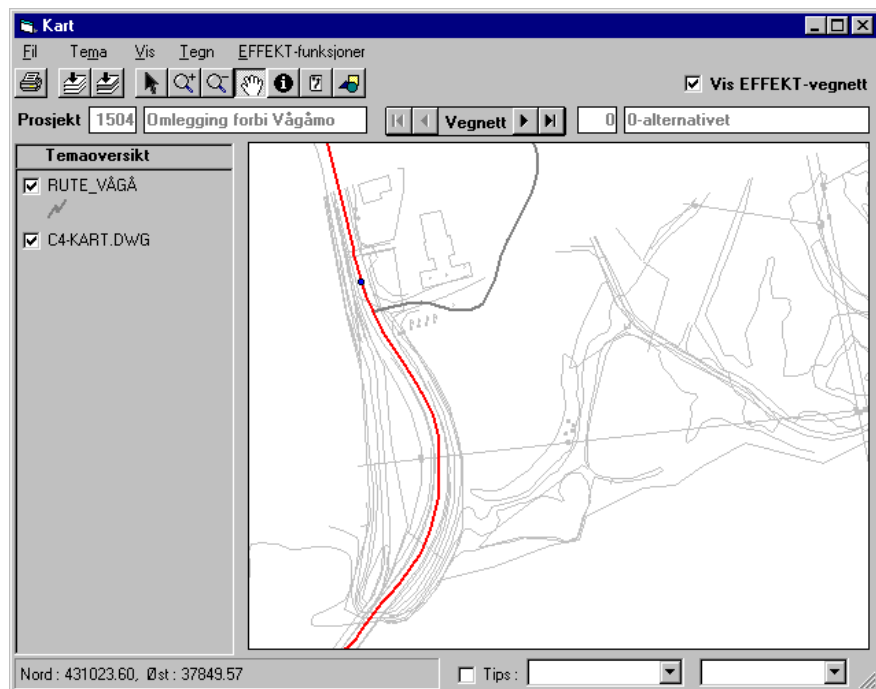 Kart
Fil Tema Vis Tegn EFFEKT-funksjoner
Vis EFFEKT-vegnett
Prosjekt 1504 Omlegging forbi Vågåmo Vegnett 0 0-alternativet
Temaoversikt
RUTE_VÅGÅ
C4-KART.DWG
Nord : 431023.60, Øst : 37849.57 Tips :